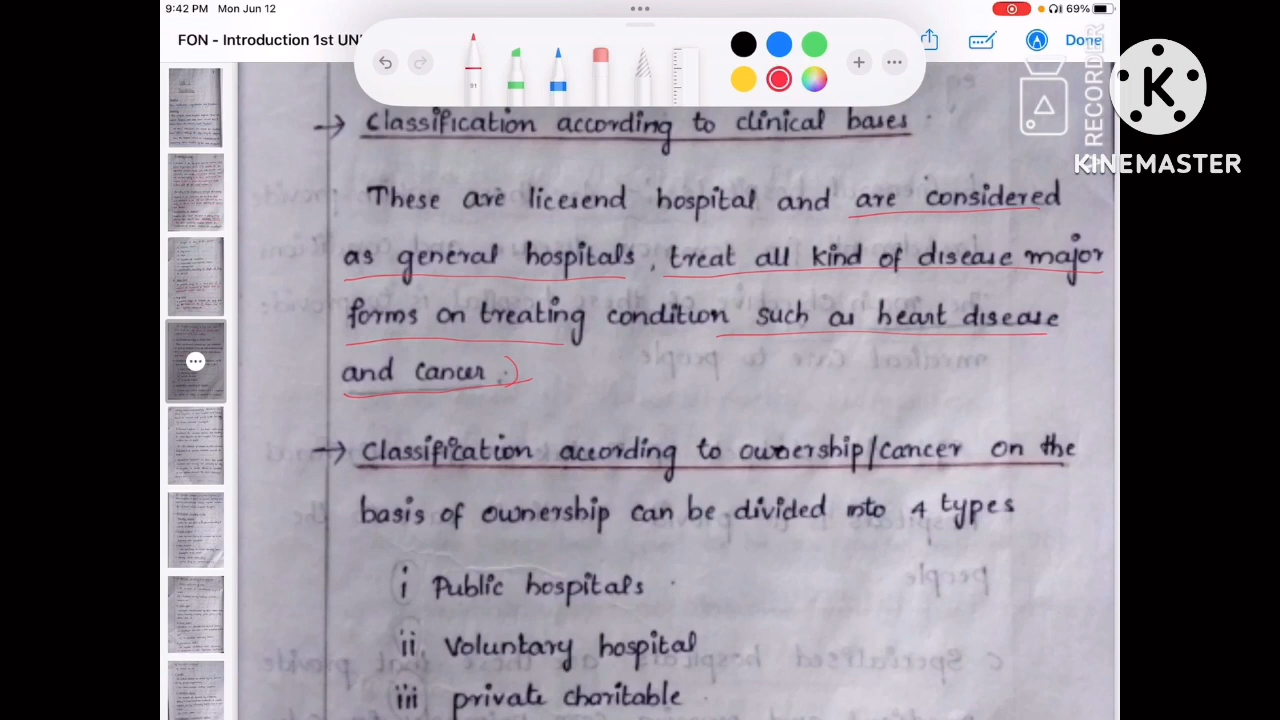 9:42 PM Mon Jun 12
69%
FON - Introduction 1st UNI
Done
91
RECORDER
KINEMASTER
→ Classification according to clinical bases.
These are licesend hospital and are considered
as general hospitals, treat all kind of disease major
forms on treating condition such as heart disease
and cancer.
→ Classification according to ownership/cancer on the
basis of ownership can be divided into 4 types
i Public hospitals
ii. Voluntary hospital
iii private charitable